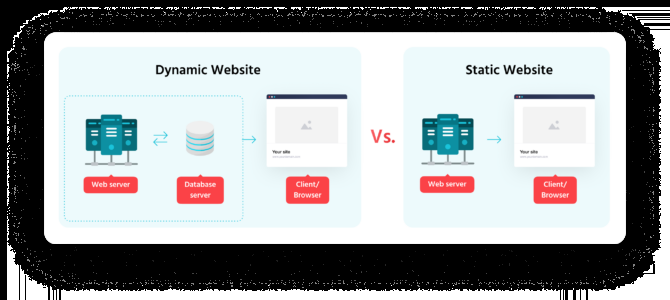 Dynamic Website
Web server
Database
server
Your site
Client/
Browser
Vs.
Static Website
Web server
Your site
Client/
Browser